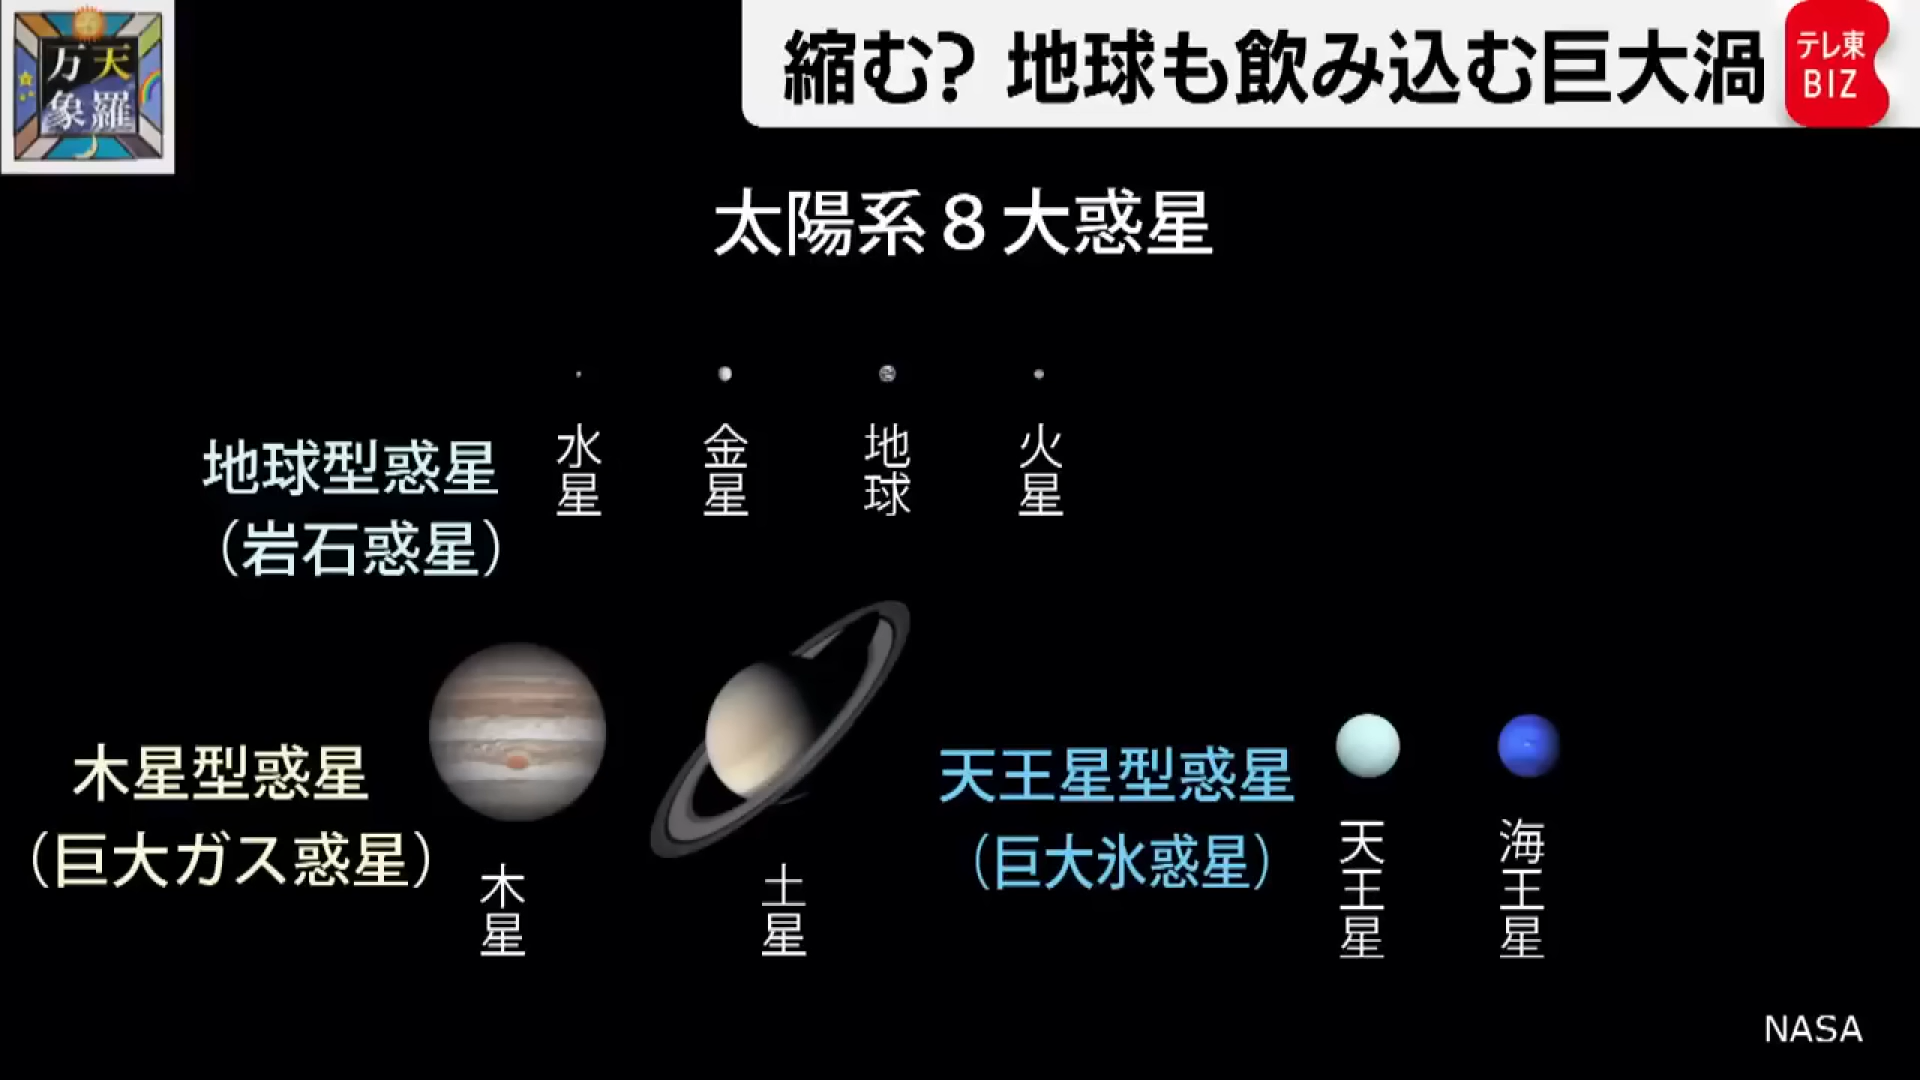 天羅
万象
縮む? 地球も飲み込む巨大渦
テレ東
BIZ
太陽系8大惑星
地球型惑星
(岩石惑星)
水星
金星
地球
火星
木星型惑星
(巨大ガス惑星)
木星
土星
天王星型惑星
(巨大氷惑星)
天王星
海王星
NASA